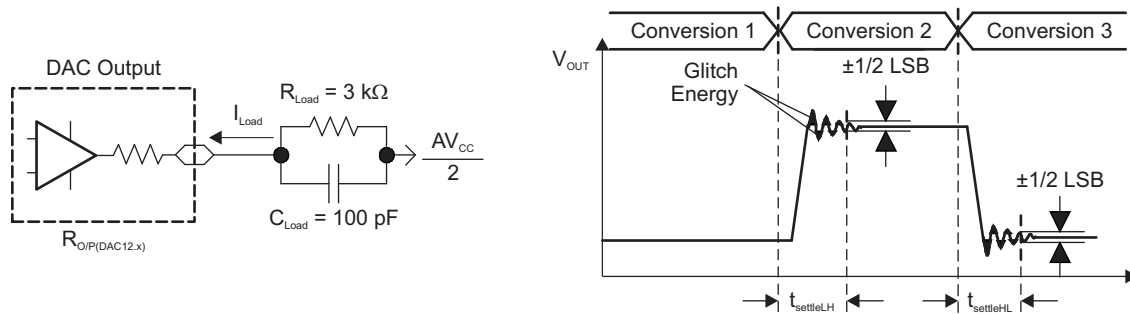 DAC Output
R_Load = 3 kΩ
I_Load
AV_CC
2
C_Load = 100 pF
R_O/P(DAC12.x)
Conversion 1
Conversion 2
Conversion 3
V_OUT
Glitch
Energy
±1/2 LSB
±1/2 LSB
t_settleLH
t_settleHL